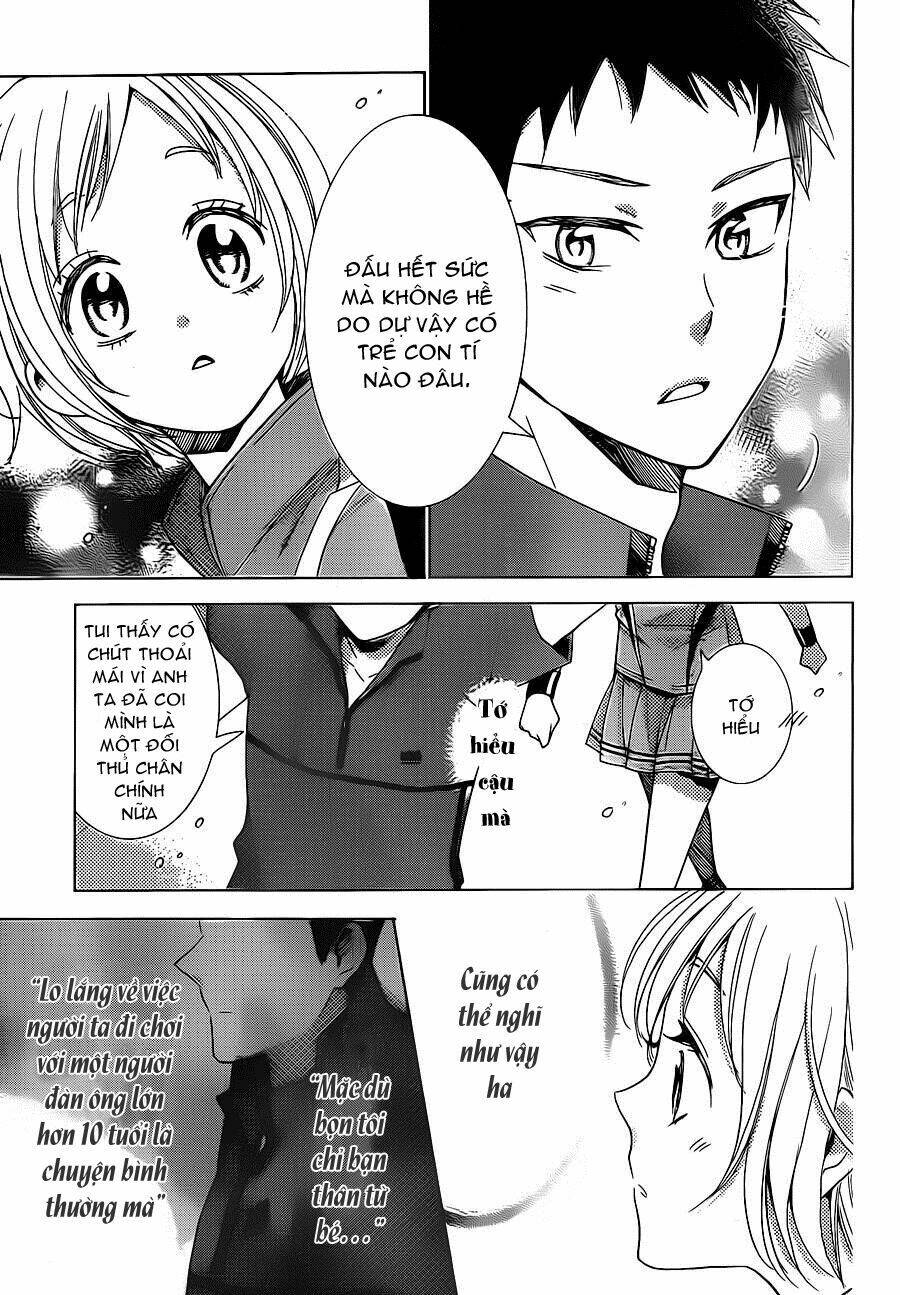 ĐẤU HẾT SỨC
MÀ KHÔNG HỀ
DO DỰ VẬY CÓ
TRẺ CON TÍ
NÀO ĐÂU.
TỚ
HIỂU
Tớ
hiểu
cậu
mà
TUI THẤY CÓ
CHÚT THOẢI
MÁI VÌ ANH
TA ĐÃ COI
MÌNH LÀ
MỘT ĐỐI
THỦ CHÂN
CHÍNH
NỮA
Cũng có
thể nghĩ
như vậy
ha
“Mặc dù
bọn tôi
chỉ bạn
thân từ
bé...”
“Lo lắng về việc
người ta đi chơi
với một người
đàn ông lớn
hơn 10 tuổi là
chuyện bình
thường mà”